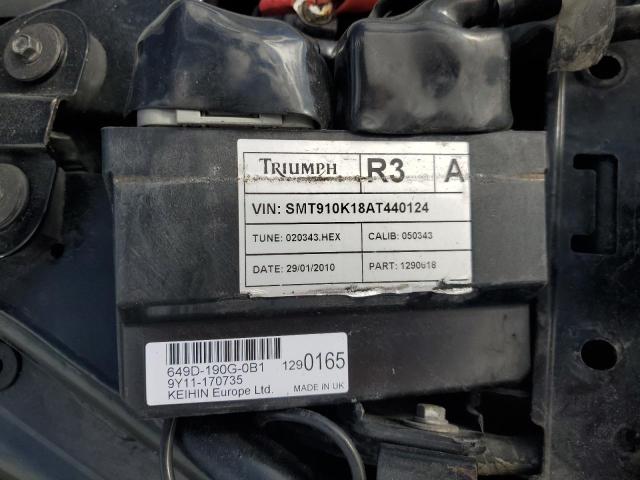 TRIUMPH R3 A
VIN: SMT910K18AT440124
TUNE: 020343.HEX CALIB: 050343
DATE: 29/01/2010 PART: 1290618
649D-190G-0B1 1290165
9Y11-170735
KEIHIN Europe Ltd. MADE IN UK